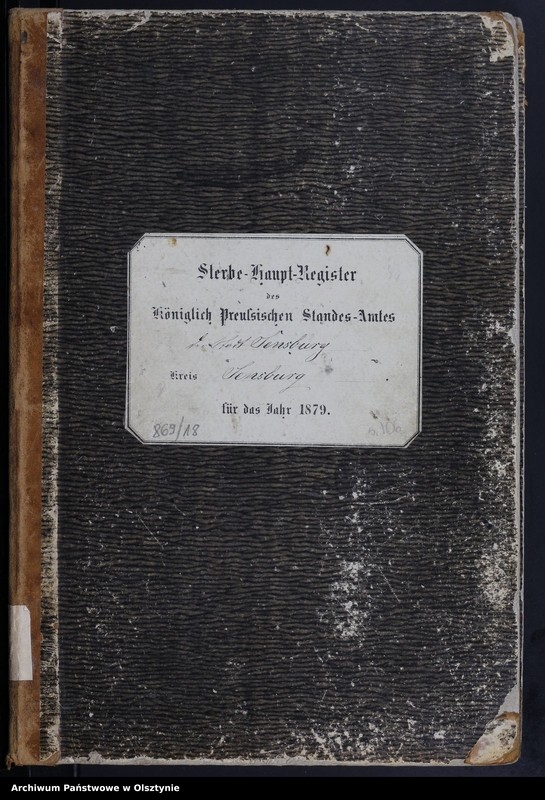 Sterbe-Haupt-Register
des
Königlich Preussischen Standes-Amtes
Stadt Sensburg
Kreis Sensburg
für das Jahr 1879.
869/18
Archiwum Państwowe w Olsztynie